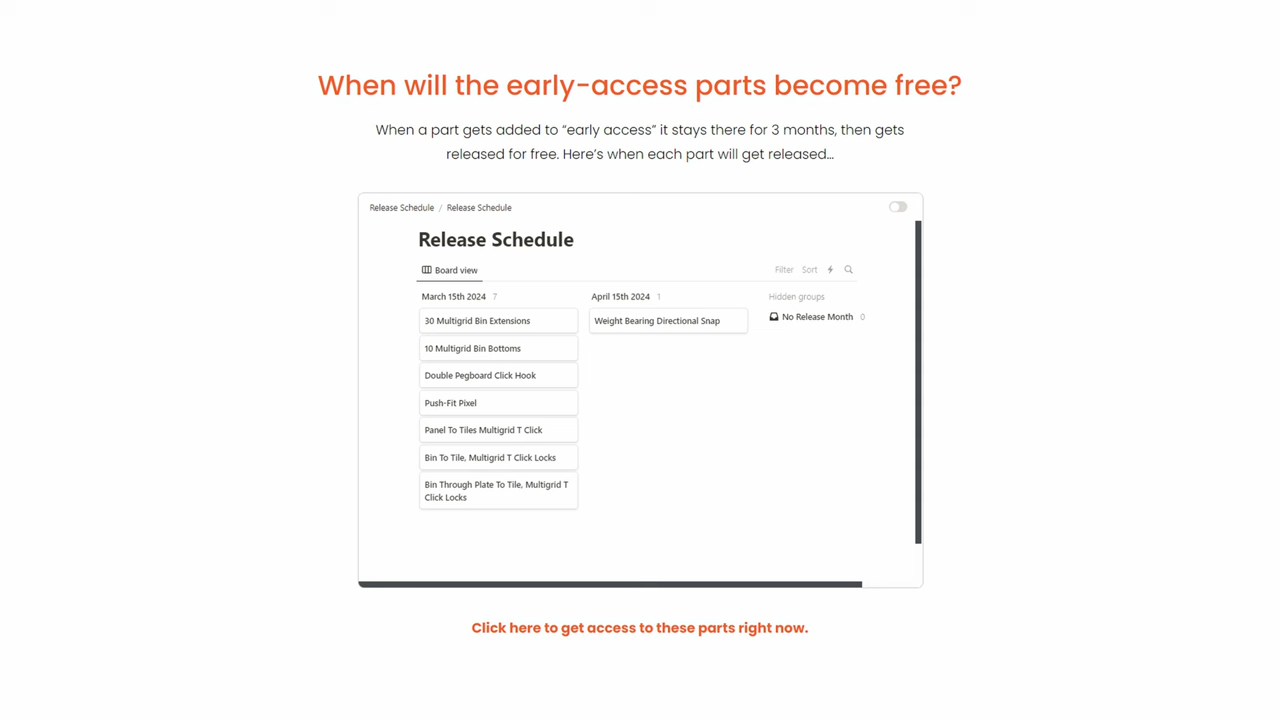 When will the early-access parts become free?
When a part gets added to “early access” it stays there for 3 months, then gets
released for free. Here’s when each part will get released...
Release Schedule / Release Schedule
Release Schedule
Board view
Filter Sort
March 15th 2024 7
30 Multigrid Bin Extensions
10 Multigrid Bin Bottoms
Double Pegboard Click Hook
Push-Fit Pixel
Panel To Tiles Multigrid T Click
Bin To Tile, Multigrid T Click Locks
Bin Through Plate To Tile, Multigrid T
Click Locks
April 15th 2024 1
Weight Bearing Directional Snap
Hidden groups
No Release Month 0
Click here to get access to these parts right now.